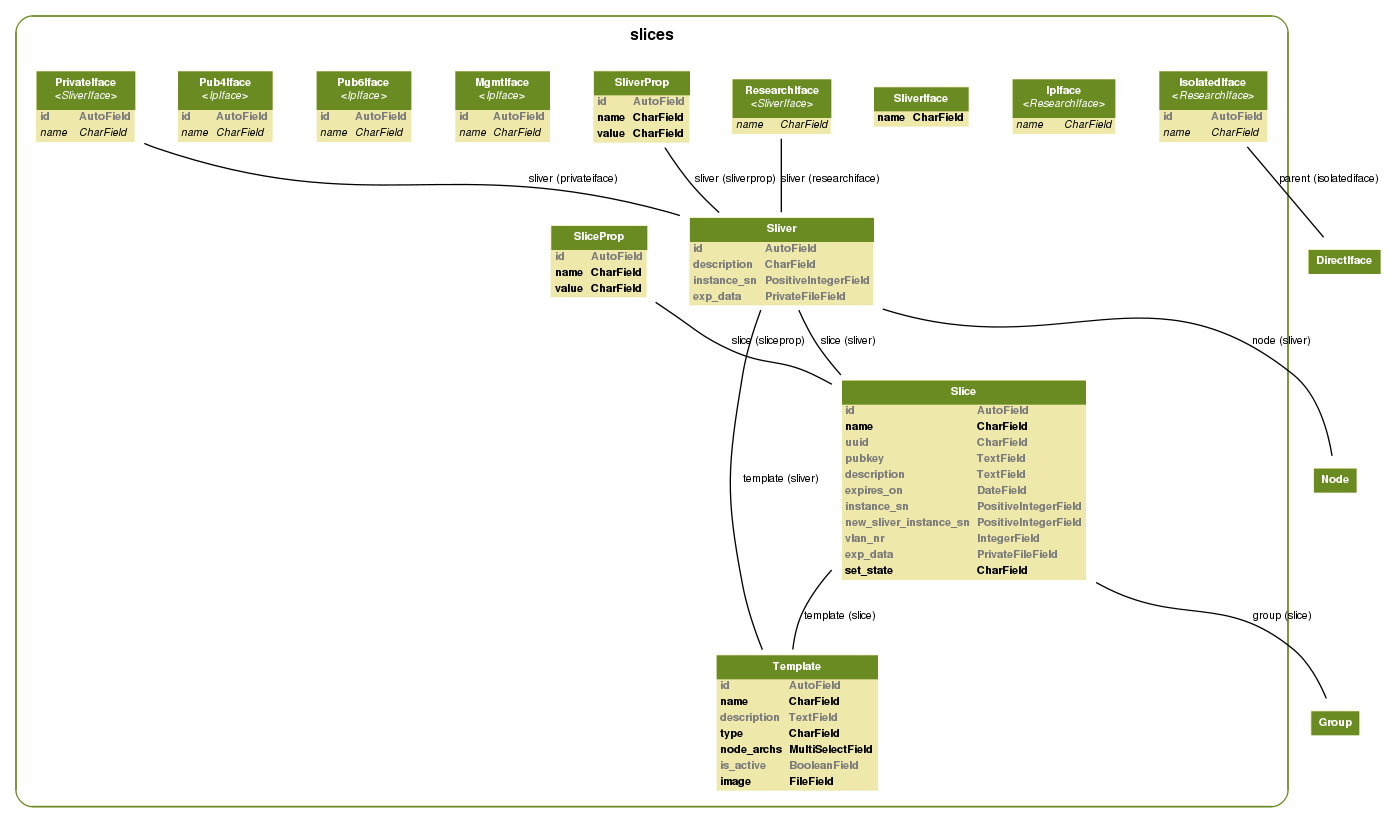 slices
PrivateIface
<SliverIface>
id AutoField
name CharField
Pub4Iface
<IpIface>
id AutoField
name CharField
Pub6Iface
<IpIface>
id AutoField
name CharField
MgmtIface
<IpIface>
id AutoField
name CharField
SliverProp
id AutoField
name CharField
value CharField
ResearchIface
<SliverIface>
name CharField
SliverIface
name CharField
IpIface
<ResearchIface>
name CharField
IsolatedIface
<ResearchIface>
id AutoField
name CharField
sliver (privateiface)
sliver (sliverprop)
sliver (researchiface)
parent (isolatediface)
SliceProp
id AutoField
name CharField
value CharField
Sliver
id AutoField
description CharField
instance_sn PositiveIntegerField
exp_data PrivateFileField
DirectIface
slice (sliceprop)
slice (sliver)
node (sliver)
Slice
id AutoField
name CharField
uuid CharField
pubkey TextField
description TextField
expires_on DateField
instance_sn PositiveIntegerField
new_sliver_instance_sn PositiveIntegerField
vlan_nr IntegerField
exp_data PrivateFileField
set_state CharField
template (sliver)
Node
template (slice)
group (slice)
Template
id AutoField
name CharField
description TextField
type CharField
node_archs MultiSelectField
is_active BooleanField
image FileField
Group